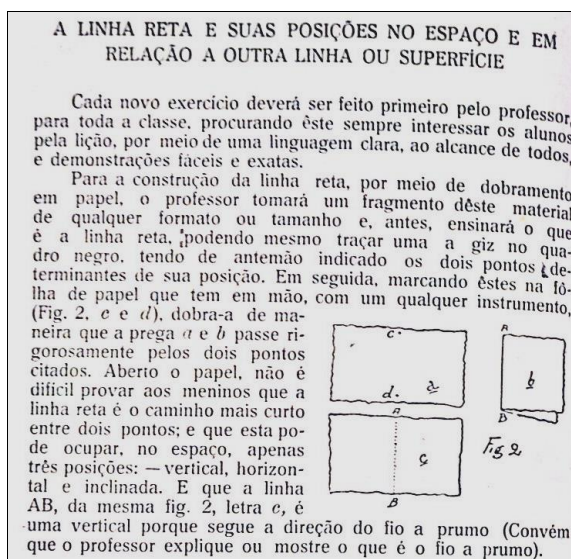 A LINHA RETA E SUAS POSIÇÕES NO ESPAÇO E EM
RELAÇÃO A OUTRA LINHA OU SUPERFÍCIE
Cada novo exercício deverá ser feito primeiro pelo professor,
para toda a classe, procurando êste sempre interessar os alunos
pela lição, por meio de uma linguagem clara, ao alcance de todos,
e demonstrações fáceis e exatas.
Para a construção da linha reta, por meio de dobramento
em papel, o professor tomará um fragmento dêste material
de qualquer formato ou tamanho e, antes, ensinará o que
é a linha reta, podendo mesmo traçar uma a giz no qua-
dro negro, tendo de antemão indicado os dois pontos de-
terminantes de sua posição. Em seguida, marcando êstes na fô-
lha de papel que tem em mão, com um qualquer instrumento,
(Fig. 2, c e d), dobra-a de ma-
neira que a prega a e b passe ri-
gorosamente pelos dois pontos
citados. Aberto o papel, não é
difícil provar aos meninos que a
linha reta é o caminho mais curto
entre dois pontos; e que esta po-
de ocupar, no espaço, apenas
três posições: — vertical, horizon-
tal e inclinada. E que a linha
AB, da mesma fig. 2, letra c, é
uma vertical porque segue a direção do fio a prumo (Convém
que o professor explique ou mostre o que é o fio a prumo).
c
d
a
A
b
B
A
c
B
Fig 2